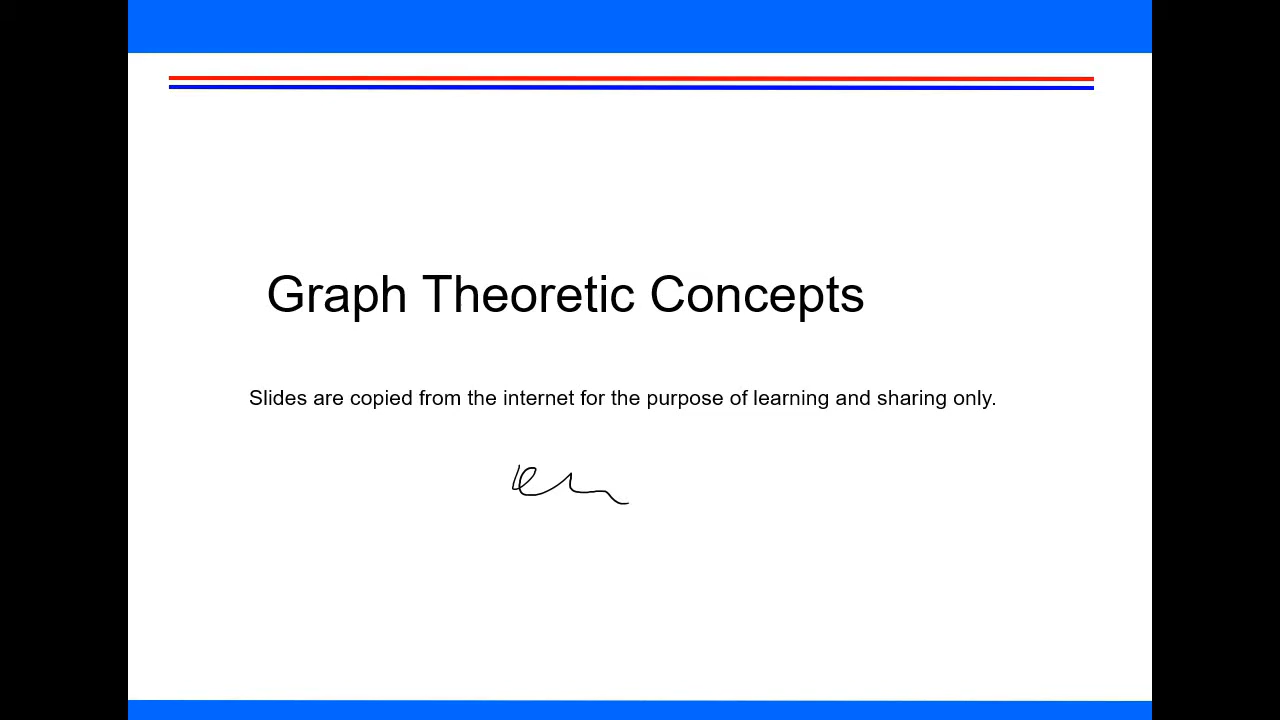 Graph Theoretic Concepts
Slides are copied from the internet for the purpose of learning and sharing only.